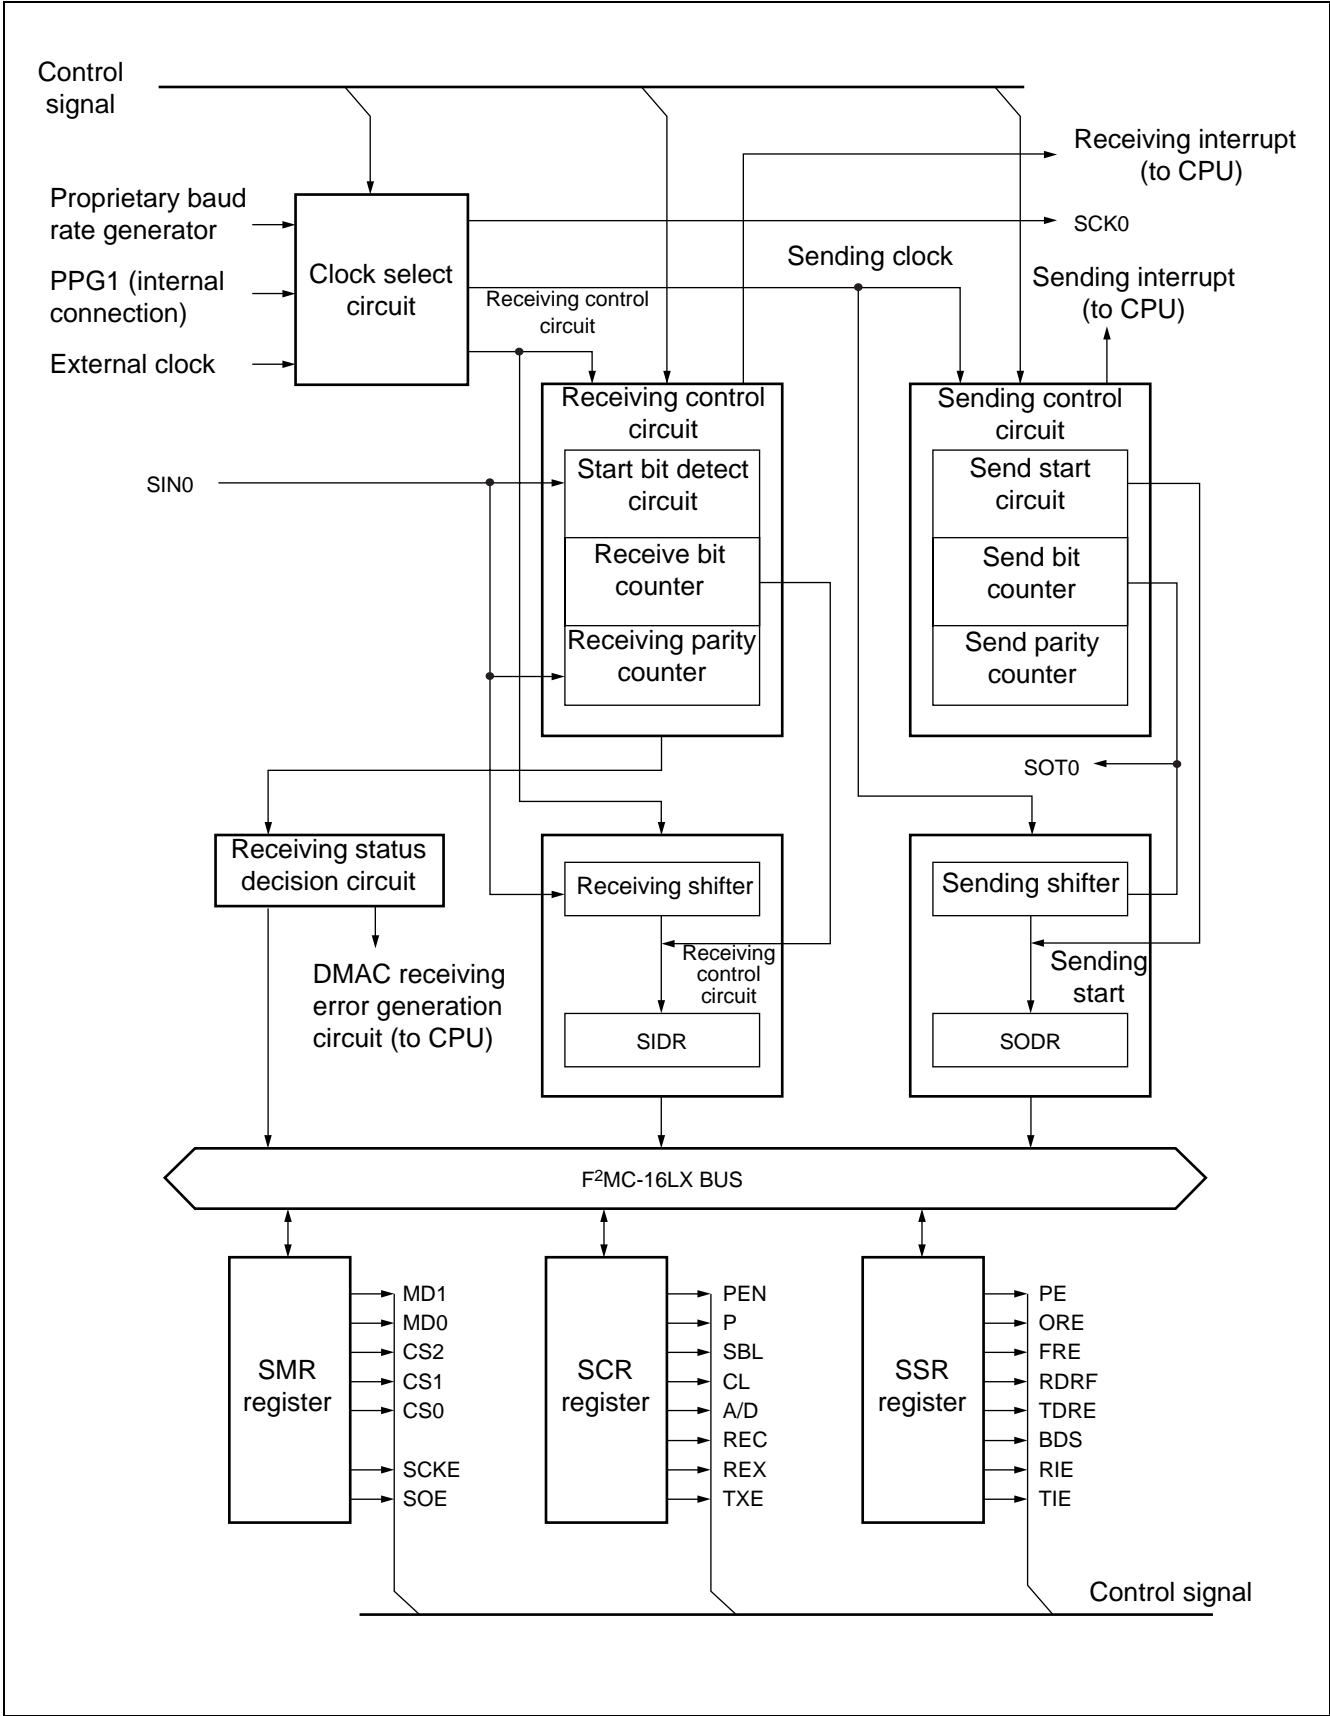 Control
signal
Receiving interrupt
(to CPU)
Proprietary baud
rate generator
SCK0
Sending clock
Clock select
circuit
PPG1 (internal
connection)
Receiving control
circuit
Sending interrupt
(to CPU)
External clock
Receiving control
circuit
Sending control
circuit
SIN0
Start bit detect
circuit
Send start
circuit
Receive bit
counter
Send bit
counter
Receiving parity
counter
Send parity
counter
SOT0
Receiving status
decision circuit
Receiving shifter
Sending shifter
DMAC receiving
error generation
circuit (to CPU)
Receiving
control
circuit
Sending
start
SIDR
SODR
F²MC-16LX BUS
SMR
register
MD1
MD0
CS2
CS1
CS0
SCKE
SOE
SCR
register
PEN
P
SBL
CL
A/D
REC
REX
TXE
SSR
register
PE
ORE
FRE
RDRF
TDRE
BDS
RIE
TIE
Control signal